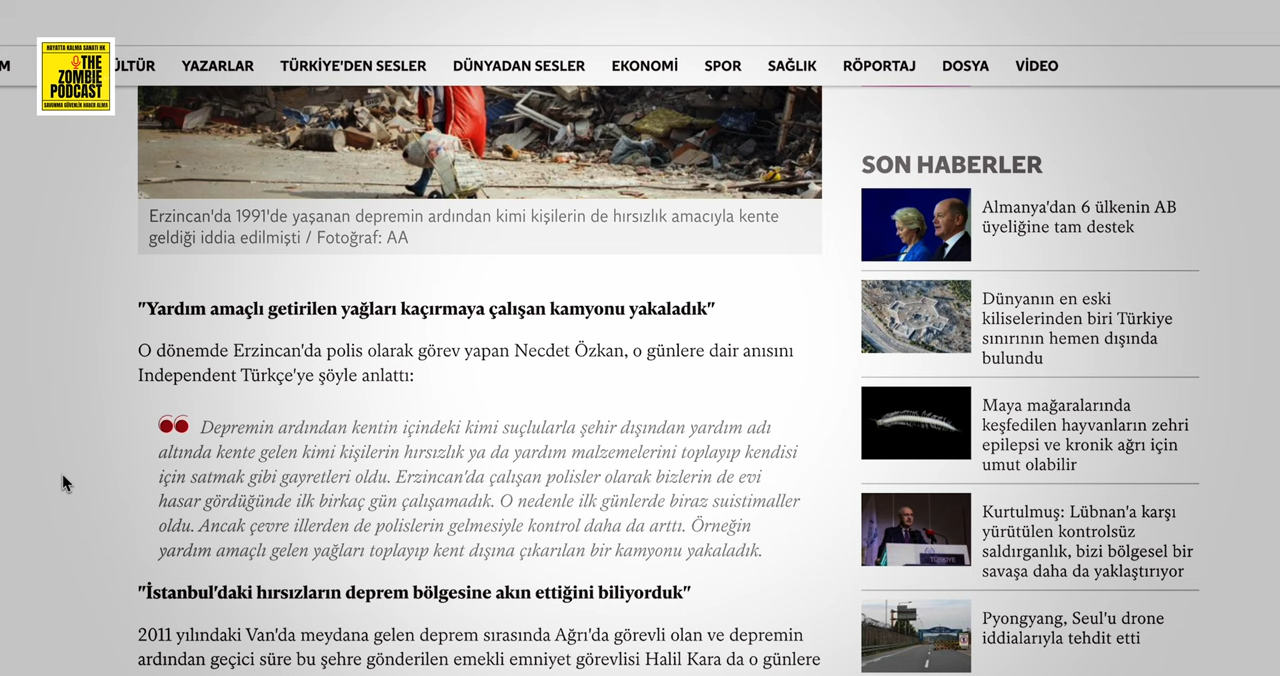 HAYATTA KALMA SANATI HK
THE
ZOMBIE
PODCAST
SAVUNMA GÜVENLİK HABER ALMA
M
ÜLTÜR
YAZARLAR
TÜRKİYE'DEN SESLER
DÜNYADAN SESLER
EKONOMİ
SPOR
SAĞLIK
RÖPORTAJ
DOSYA
VİDEO
Erzincan'da 1991'de yaşanan depremin ardından kimi kişilerin de hırsızlık amacıyla kente
geldiği iddia edilmişti / Fotoğraf: AA
"Yardım amaçlı getirilen yağları kaçırmaya çalışan kamyonu yakaladık"
O dönemde Erzincan'da polis olarak görev yapan Necdet Özkan, o günlere dair anısını
Independent Türkçe'ye şöyle anlattı:
Depremin ardından kentin içindeki kimi suçlularla şehir dışından yardım adı
altında kente gelen kimi kişilerin hırsızlık ya da yardım malzemelerini toplayıp kendisi
için satmak gibi gayretleri oldu. Erzincan'da çalışan polisler olarak bizlerin de evi
hasar gördüğünde ilk birkaç gün çalışamadık. O nedenle ilk günlerde biraz suistimaller
oldu. Ancak çevre illerden de polislerin gelmesiyle kontrol daha da arttı. Örneğin
yardım amaçlı gelen yağları toplayıp kent dışına çıkarılan bir kamyonu yakaladık.
"İstanbul'daki hırsızların deprem bölgesine akın ettiğini biliyorduk"
2011 yılındaki Van'da meydana gelen deprem sırasında Ağrı'da görevli olan ve depremin
ardından geçici süre bu şehre gönderilen emekli emniyet görevlisi Halil Kara da o günlere
SON HABERLER
Almanya'dan 6 ülkenin AB
üyeliğine tam destek
Dünyanın en eski
kiliselerinden biri Türkiye
sınırının hemen dışında
bulundu
Maya mağaralarında
keşfedilen hayvanların zehri
epilepsi ve kronik ağrı için
umut olabilir
TÜRKİYE
Kurtulmuş: Lübnan'a karşı
yürütülen kontrolsüz
saldırganlık, bizi bölgesel bir
savaşa daha da yaklaştırıyor
Pyongyang, Seul'u drone
iddialarıyla tehdit etti